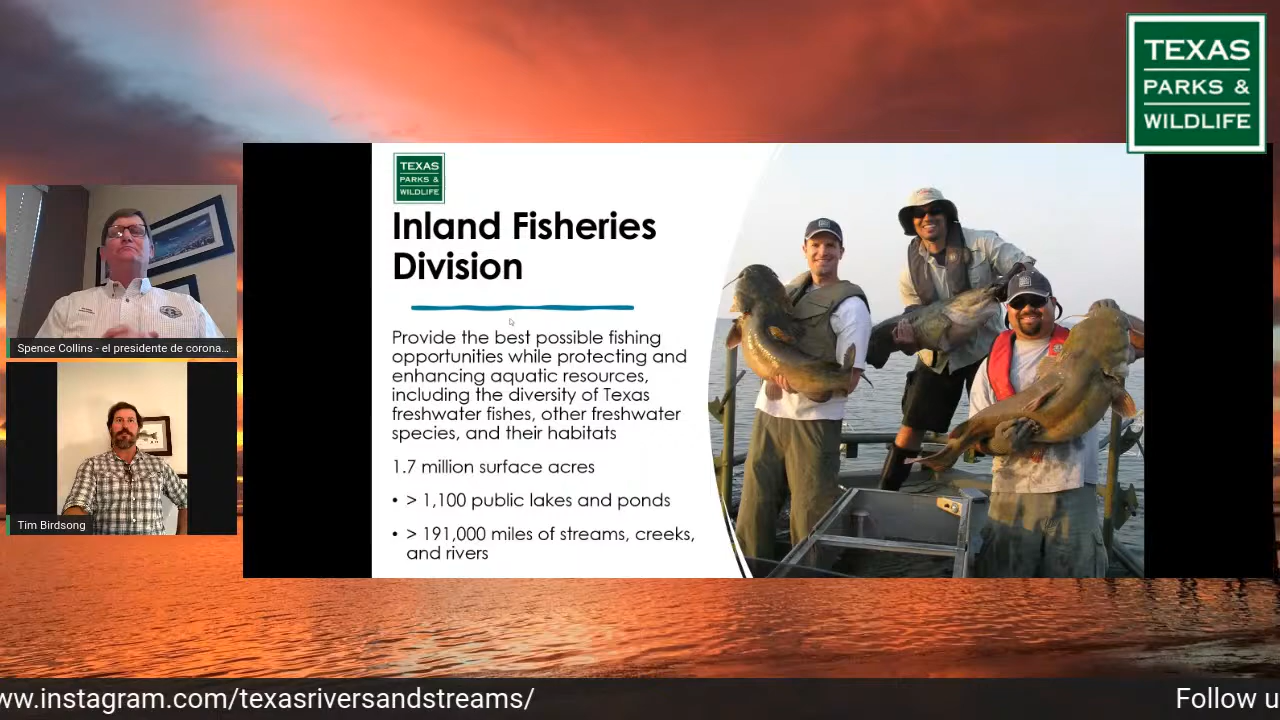 TEXAS
PARKS &
WILDLIFE
TEXAS
PARKS &
WILDLIFE
Inland Fisheries
Division
Provide the best possible fishing
opportunities while protecting and
enhancing aquatic resources,
including the diversity of Texas
freshwater fishes, other freshwater
species, and their habitats
1.7 million surface acres
• > 1,100 public lakes and ponds
• > 191,000 miles of streams, creeks,
and rivers
Spence Collins - el presidente de corona...
Tim Birdsong
ww.instagram.com/texasriversandstreams/
Follow u